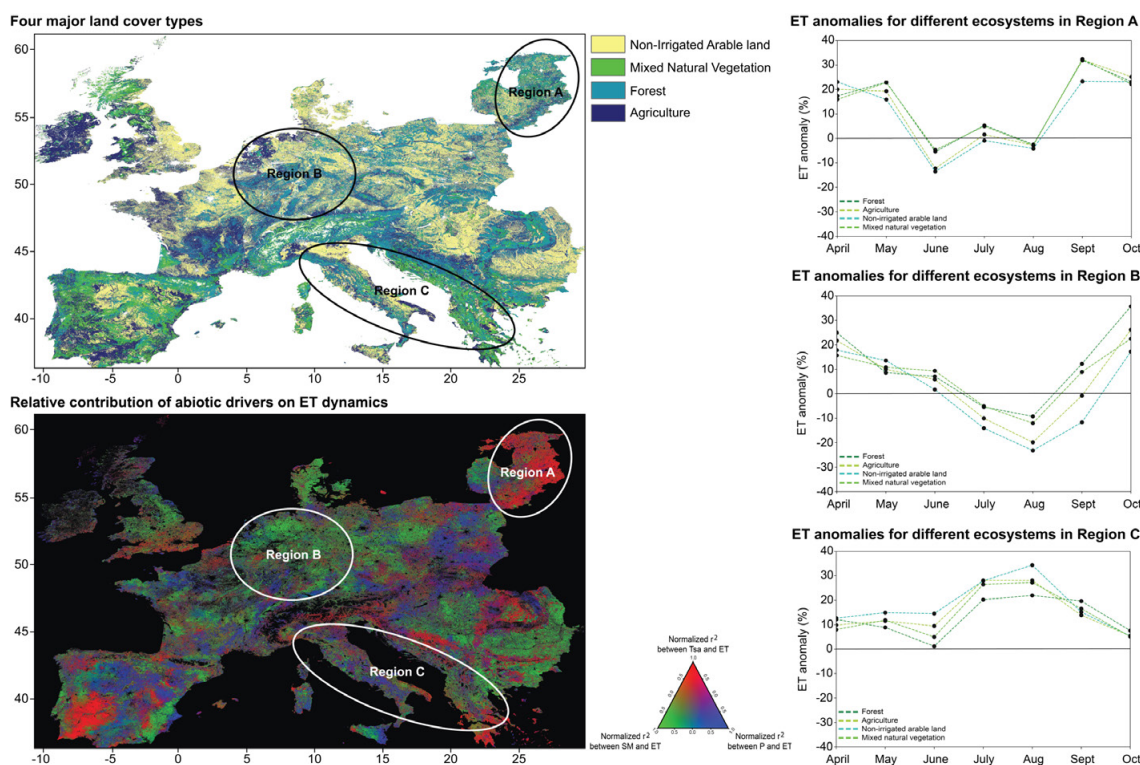 Four major land cover types
60
55
50
45
40
-10 -5 0 5 10 15 20 25
Region A
Region B
Region C
Non-Irrigated Arable land
Mixed Natural Vegetation
Forest
Agriculture
Relative contribution of abiotic drivers on ET dynamics
60
55
50
45
40
-10 -5 0 5 10 15 20 25
Region A
Region B
Region C
Normalized r²
between Tsa and ET
1.0
Normalized r²
between SM and ET
Normalized r²
between P and ET
ET anomalies for different ecosystems in Region A
ET anomaly (%)
40
30
20
10
0
-10
-20
-30
-40
Forest
Agriculture
Non-irrigated arable land
Mixed natural vegetation
April May June July Aug Sept Oct
ET anomalies for different ecosystems in Region B
ET anomaly (%)
40
30
20
10
0
-10
-20
-30
-40
Forest
Agriculture
Non-irrigated arable land
Mixed natural vegetation
April May June July Aug Sept Oct
ET anomalies for different ecosystems in Region C
ET anomaly (%)
40
30
20
10
0
-10
-20
-30
-40
Forest
Agriculture
Non-irrigated arable land
Mixed natural vegetation
April May June July Aug Sept Oct